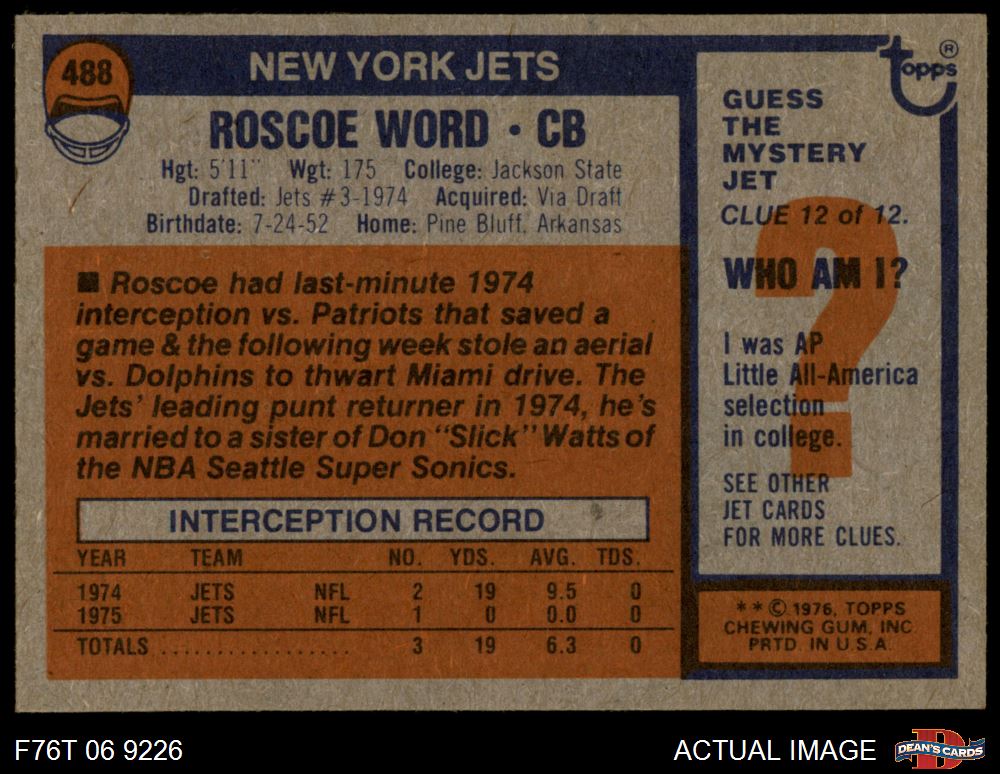 488
NEW YORK JETS
ROSCOE WORD • CB
Hgt: 5'11" Wgt: 175 College: Jackson State
Drafted: Jets #3-1974 Acquired: Via Draft
Birthdate: 7-24-52 Home: Pine Bluff, Arkansas
■ Roscoe had last-minute 1974
interception vs. Patriots that saved a
game & the following week stole an aerial
vs. Dolphins to thwart Miami drive. The
Jets' leading punt returner in 1974, he's
married to a sister of Don "Slick" Watts of
the NBA Seattle Super Sonics.
INTERCEPTION RECORD
YEAR TEAM NO. YDS. AVG. TDS.
1974 JETS NFL 2 19 9.5 0
1975 JETS NFL 1 0 0.0 0
TOTALS .................. 3 19 6.3 0
topps®
GUESS
THE
MYSTERY
JET
CLUE 12 of 12.
?
WHO AM I?
I was AP
Little All-America
selection
in college.
SEE OTHER
JET CARDS
FOR MORE CLUES.
** © 1976, TOPPS
CHEWING GUM, INC
PRTD. IN U.S.A.
F76T 06 9226
ACTUAL IMAGE
D
DEAN'S CARDS